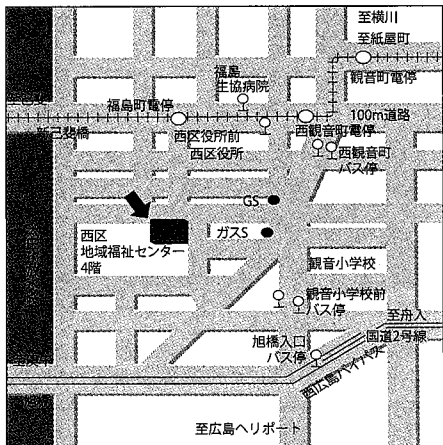 至横川
至紙屋町
観音町電停
福島
生協病院
福島町電停
100m道路
新己斐橋
西区役所前
西観音町電停
西区役所
西観音町
バス停
GS
ガスS
西区
地域福祉センター
4階
観音小学校
観音小学校前
バス停
至舟入
旭橋入口
バス停
国道2号線
西広島バイパス
至広島ヘリポート